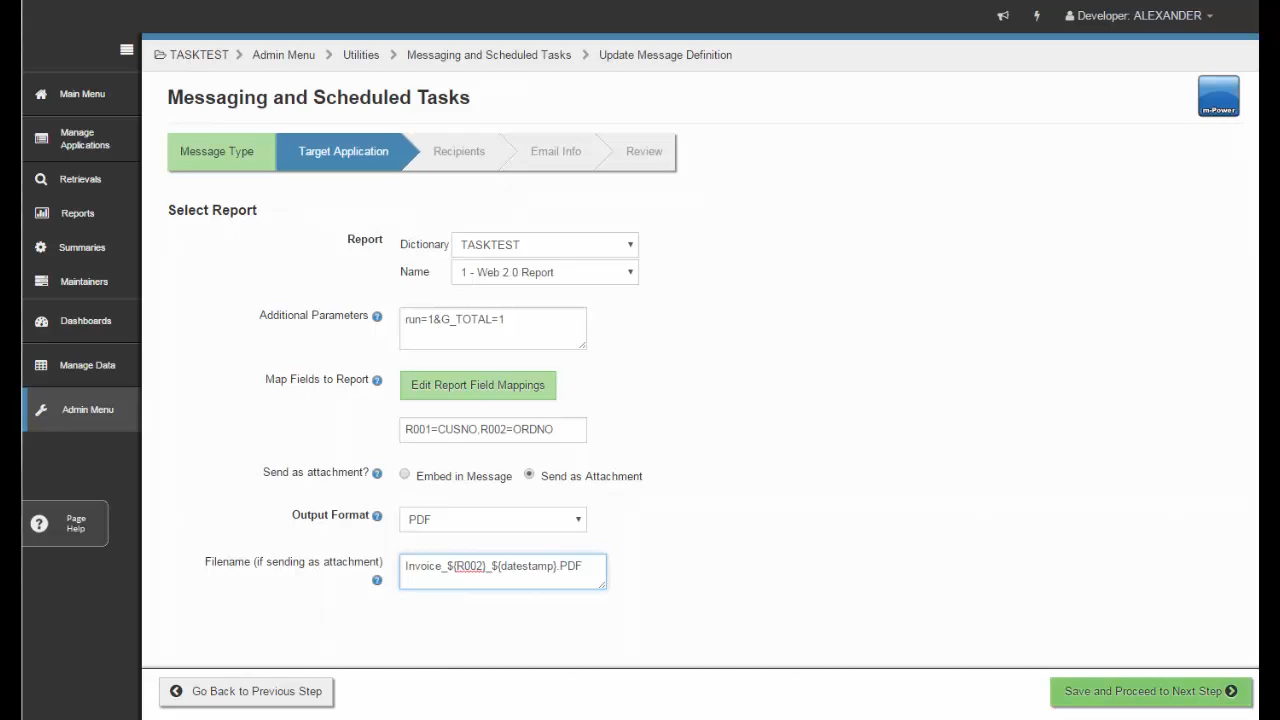 Developer: ALEXANDER
TASKTEST
Admin Menu
Utilities
Messaging and Scheduled Tasks
Update Message Definition
Main Menu
Manage
Applications
Retrievals
Reports
Summaries
Maintainers
Dashboards
Manage Data
Admin Menu
? Page
Help
Messaging and Scheduled Tasks
m-Power
Message Type
Target Application
Recipients
Email Info
Review
Select Report
Report Dictionary TASKTEST
Name 1 - Web 2.0 Report
Additional Parameters ? run=1&G_TOTAL=1
Map Fields to Report ? Edit Report Field Mappings
R001=CUSNO,R002=ORDNO
Send as attachment? ? Embed in Message Send as Attachment
Output Format ? PDF
Filename (if sending as attachment) Invoice_${R002}_${datestamp}.PDF
?
Go Back to Previous Step
Save and Proceed to Next Step